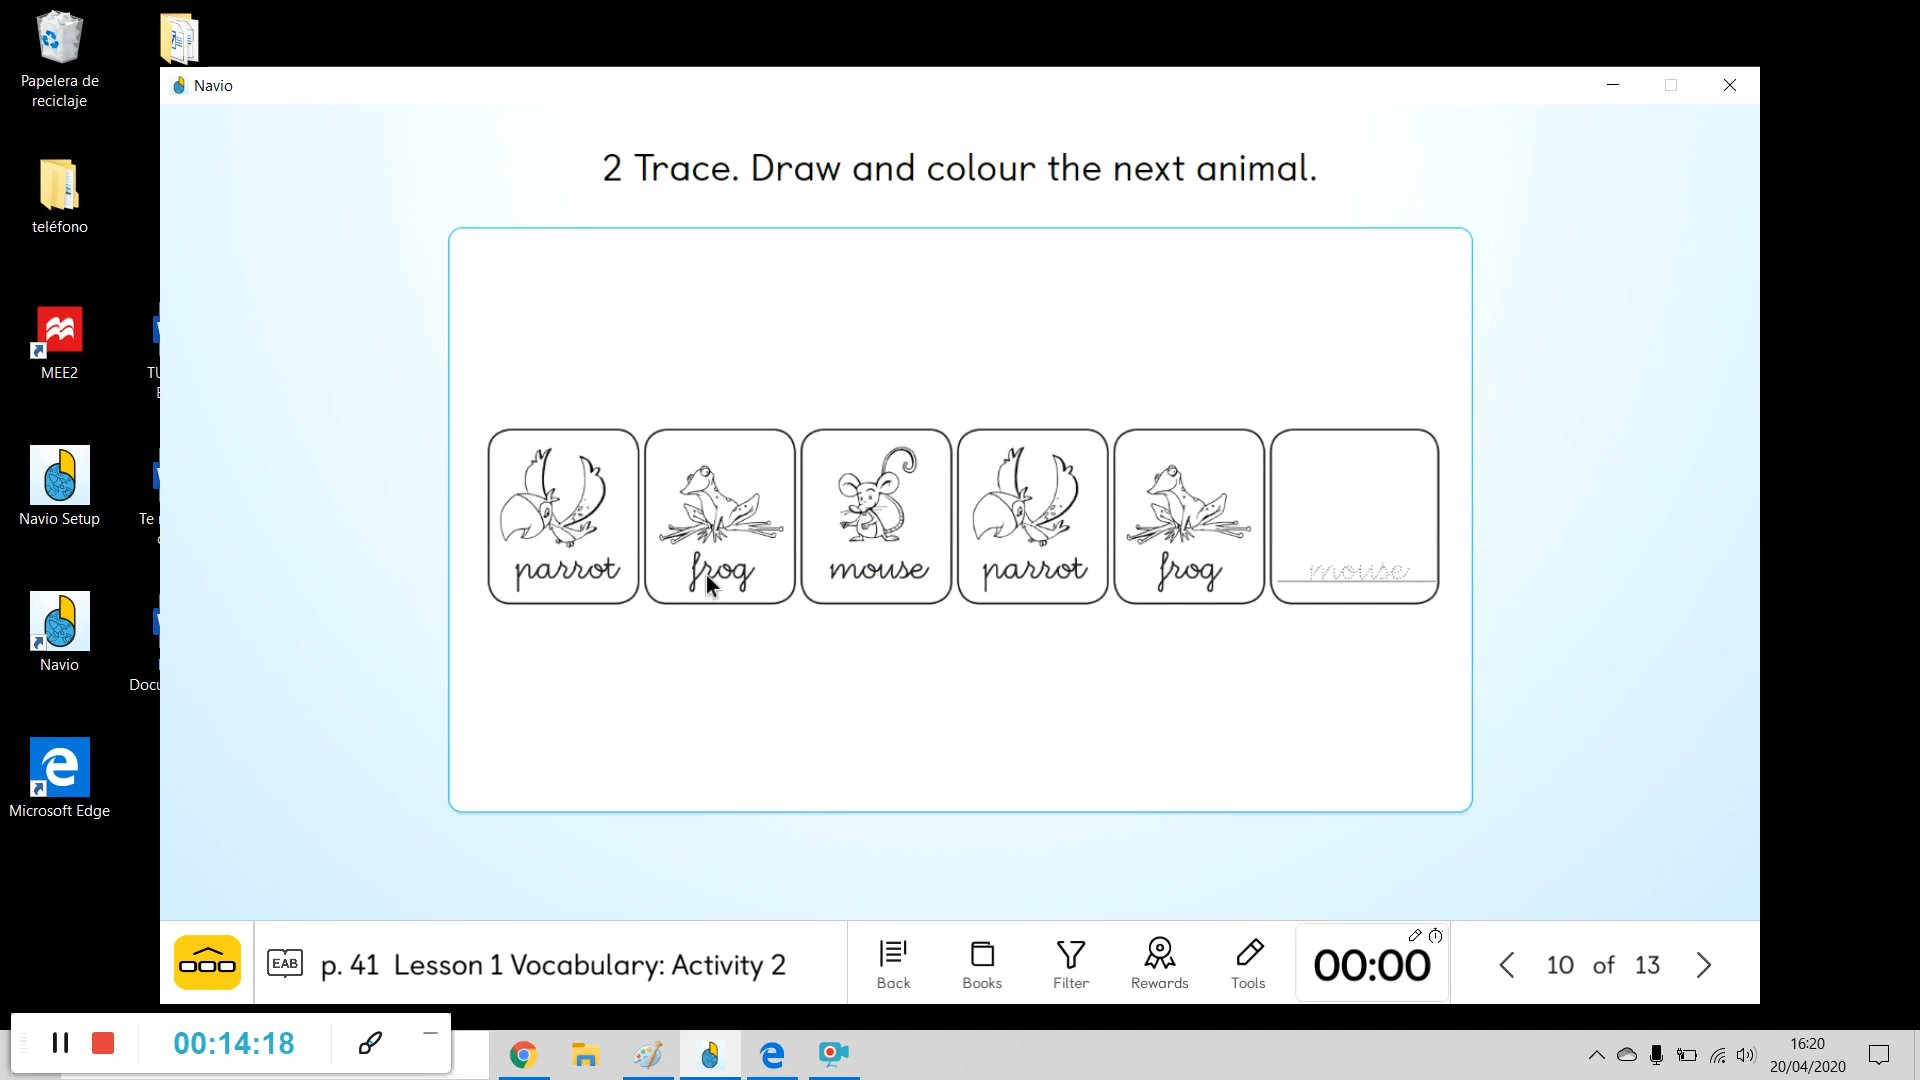 Papelera de
reciclaje
teléfono
MEE2
Navio Setup
Navio
Microsoft Edge
Navio
2 Trace. Draw and colour the next animal.
parrot
frog
mouse
parrot
frog
mouse
EAB
p. 41 Lesson 1 Vocabulary: Activity 2
Back
Books
Filter
Rewards
Tools
00:00
10 of 13
00:14:18
16:20
20/04/2020